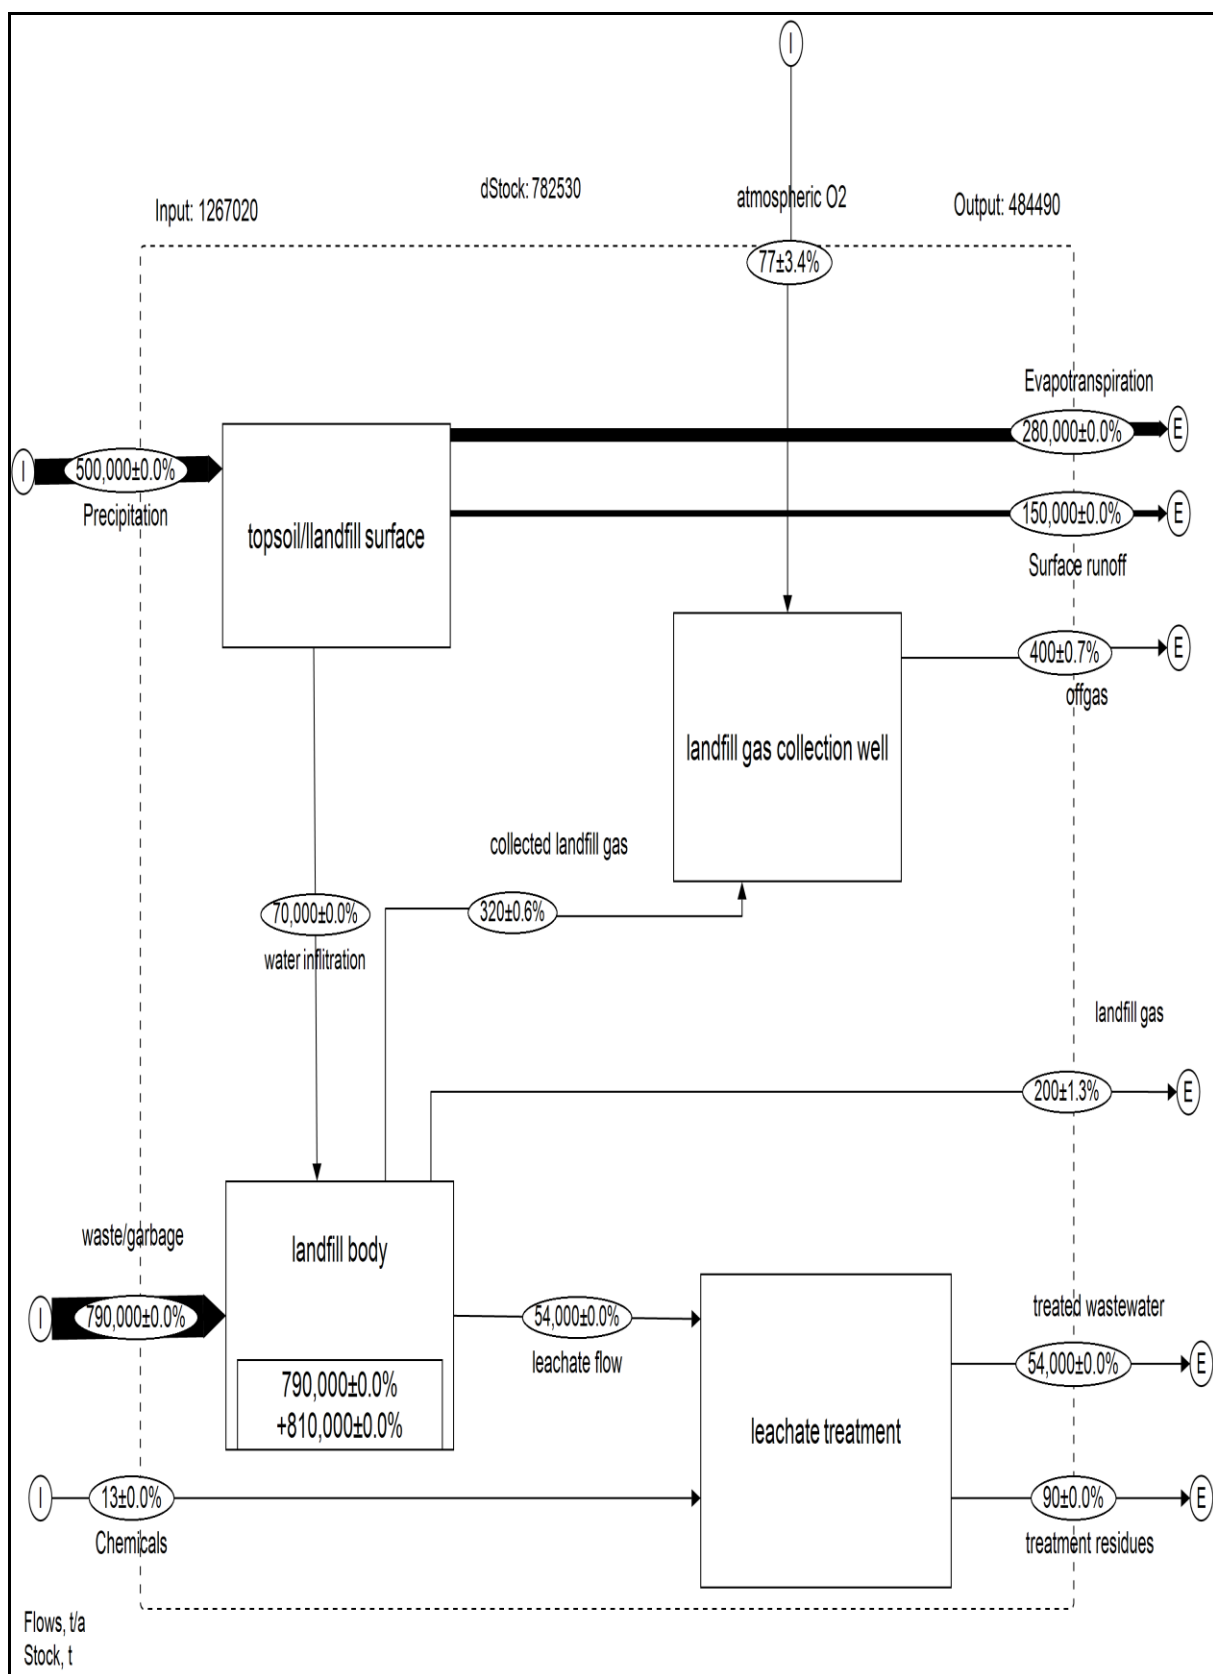 I
dStock: 782530
atmospheric O2
Input: 1267020
Output: 484490
77±3.4%
Evapotranspiration
280,000±0.0%
E
I
500,000±0.0%
Precipitation
topsoil/llandfill surface
150,000±0.0%
E
Surface runoff
400±0.7%
E
offgas
landfill gas collection well
collected landfill gas
70,000±0.0%
320±0.6%
water inflitration
landfill gas
200±1.3%
E
waste/garbage
landfill body
I
790,000±0.0%
54,000±0.0%
leachate flow
treated wastewater
54,000±0.0%
E
790,000±0.0%
+810,000±0.0%
leachate treatment
I
13±0.0%
Chemicals
90±0.0%
E
treatment residues
Flows, t/a
Stock, t